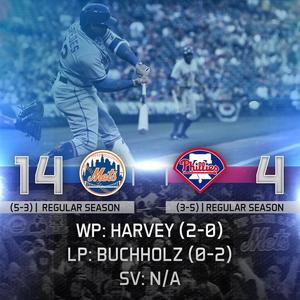 14 Mets Phillies 4
(5-3) | REGULAR SEASON (3-5) | REGULAR SEASON
WP: HARVEY (2-0)
LP: BUCHHOLZ (0-2)
SV: N/A